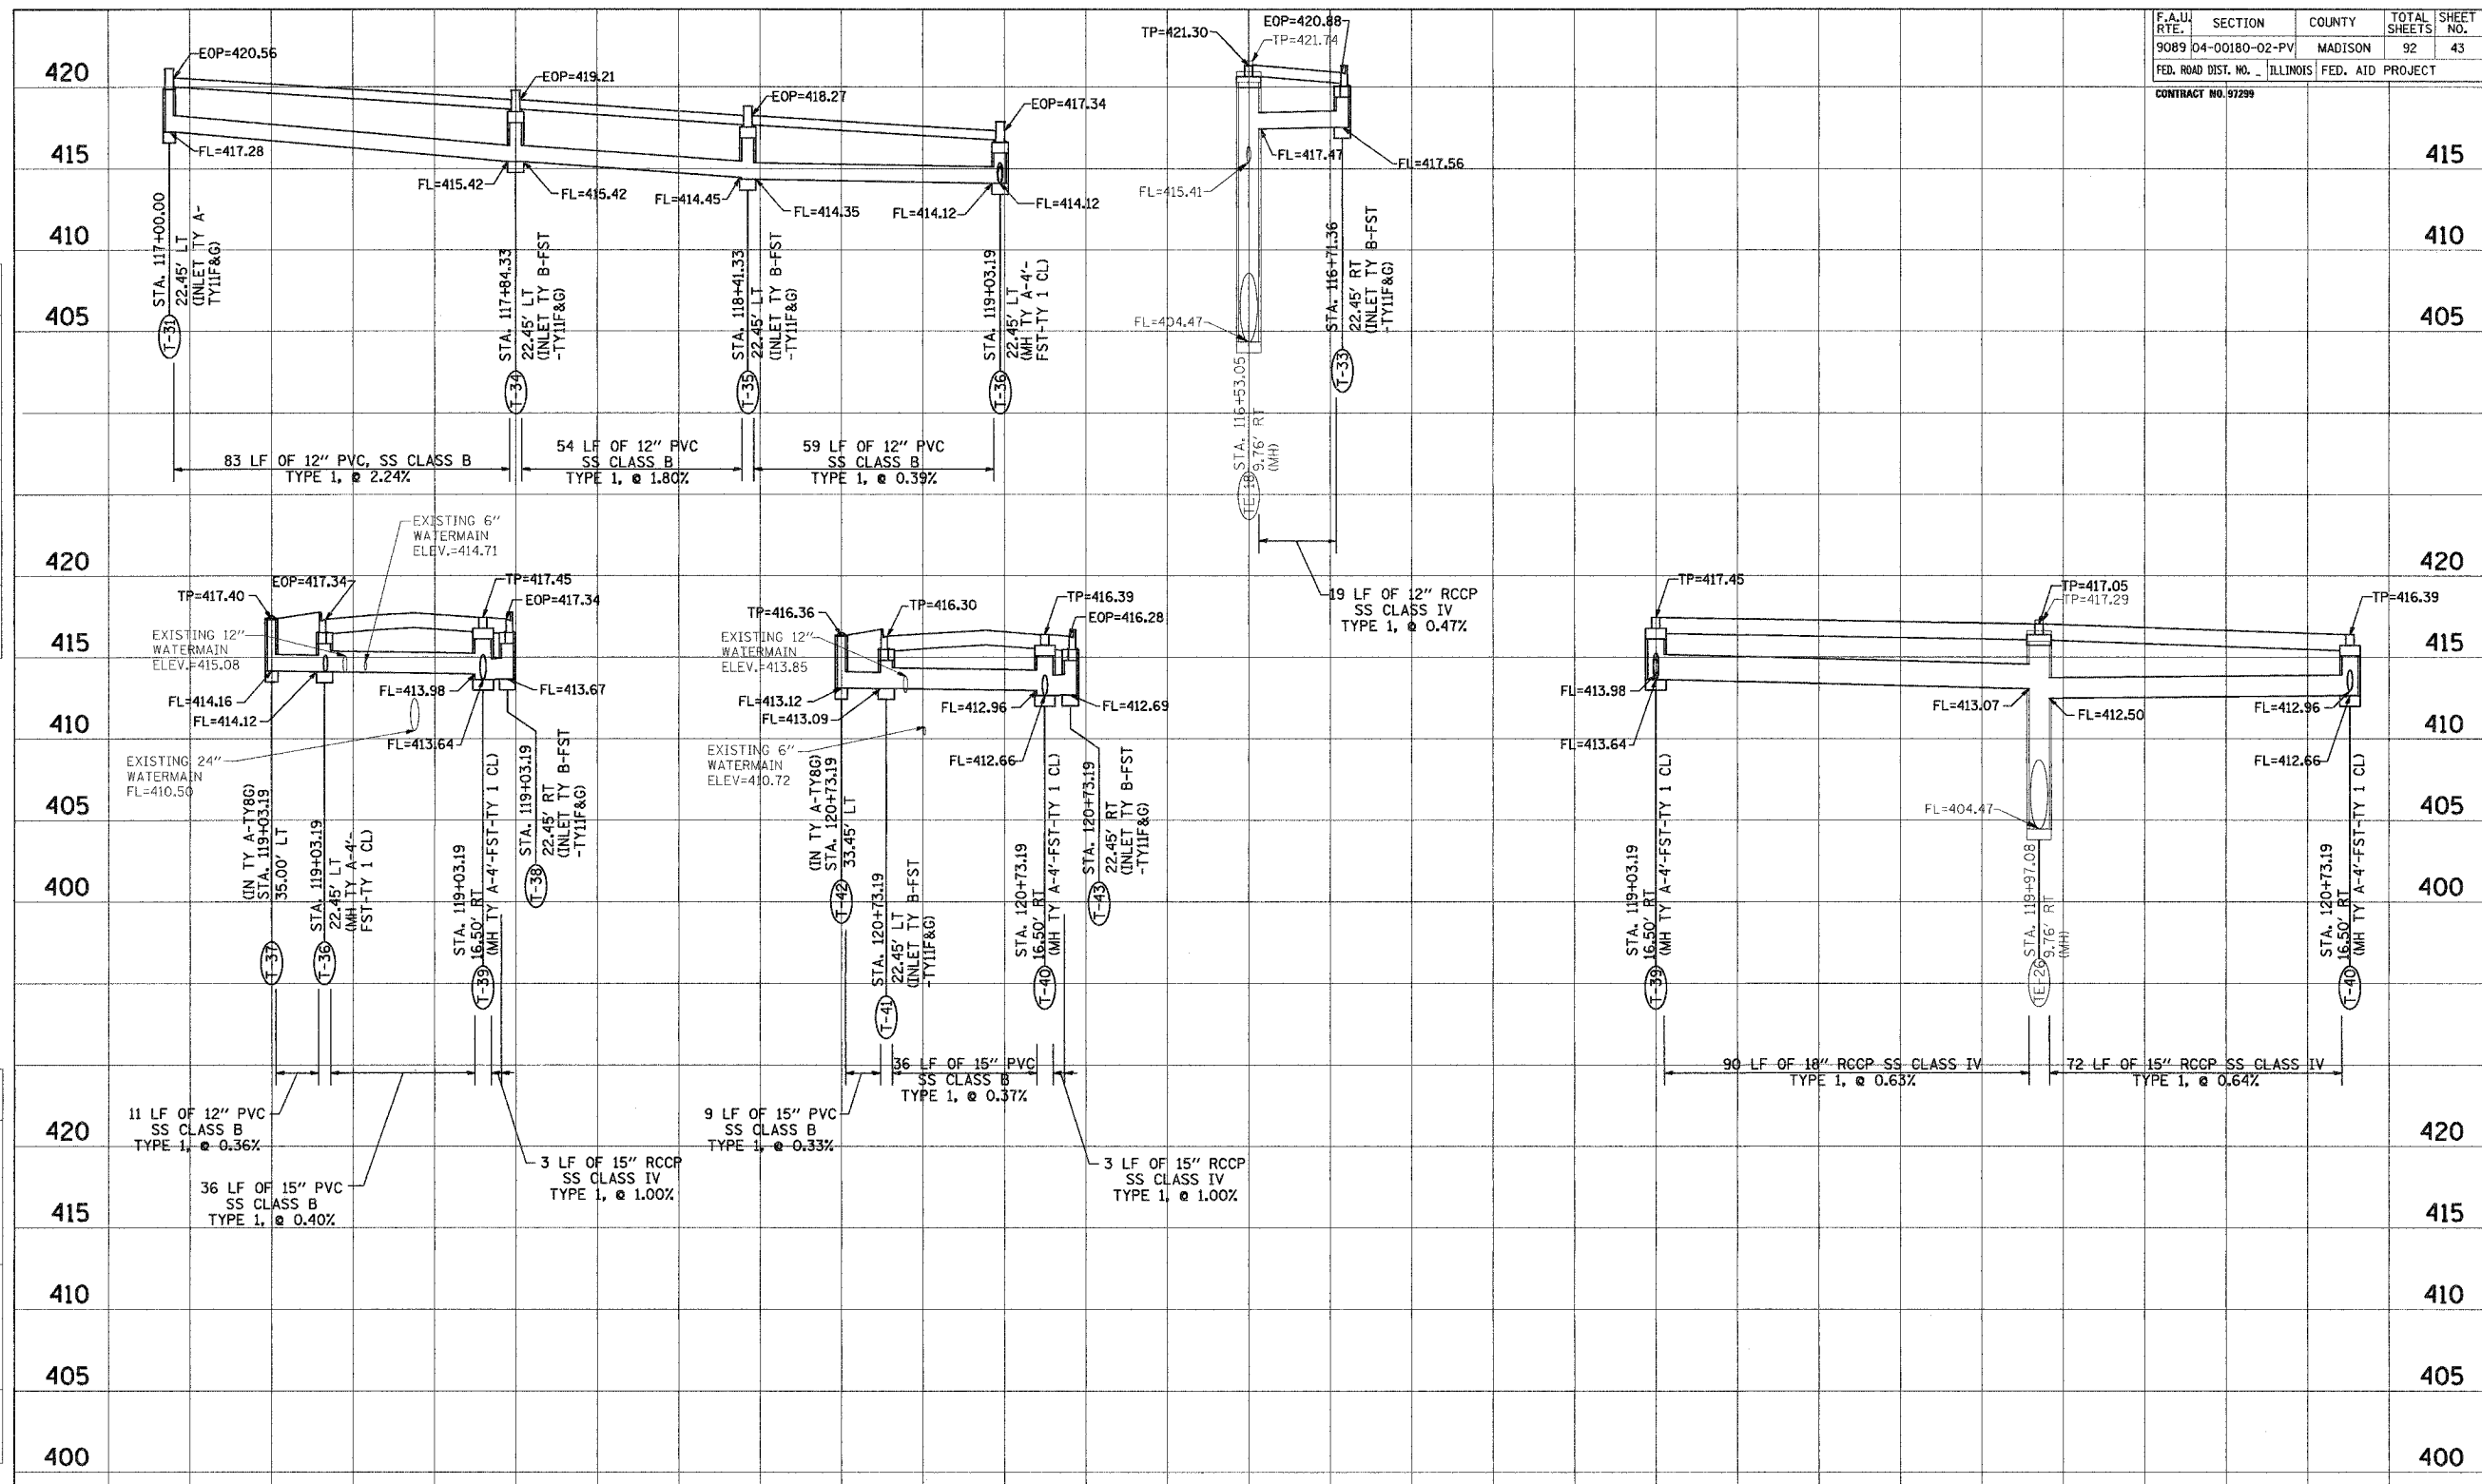 F.A.U. RTE. SECTION COUNTY TOTAL SHEETS SHEET NO.
9089 04-00180-02-PV MADISON 92 43
FED. ROAD DIST. NO. _ ILLINOIS FED. AID PROJECT
CONTRACT NO. 97299
420
415
410
405
EOP=420.56
FL=417.28
STA. 117+00.00
22.45' LT
(INLET TY A-
TY11F&G)
T-31
EOP=419.21
FL=415.42
FL=415.42
STA. 117+84.33
22.45' LT
(INLET TY B-FST
-TY11F&G)
T-34
EOP=418.27
FL=414.45
FL=414.35
STA. 118+41.33
22.45' LT
(INLET TY B-FST
-TY11F&G)
T-35
EOP=417.34
FL=414.12
FL=414.12
STA. 119+03.19
22.45' LT
(MH TY A-4'-
FST-TY 1 CL)
T-36
83 LF OF 12" PVC, SS CLASS B
TYPE 1, @ 2.24%
54 LF OF 12" PVC
SS CLASS B
TYPE 1, @ 1.80%
59 LF OF 12" PVC
SS CLASS B
TYPE 1, @ 0.39%
TP=421.30
TP=421.74
EOP=420.88
FL=417.47
FL=417.56
FL=415.41
FL=404.47
STA. 116+53.05
9.76' RT
(MH)
TE-18
STA. 116+71.36
22.45' RT
(INLET TY B-FST
-TY11F&G)
T-33
19 LF OF 12" RCCP
SS CLASS IV
TYPE 1, @ 0.47%
415
410
405
420
415
410
405
400
EXISTING 6"
WATERMAIN
ELEV.=414.71
TP=417.40
EOP=417.34
TP=417.45
EOP=417.34
EXISTING 12"
WATERMAIN
ELEV.=415.08
FL=414.16
FL=414.12
FL=413.98
FL=413.67
FL=413.64
EXISTING 24"
WATERMAIN
FL=410.50
(IN TY A-TY8G)
STA. 119+03.19
35.00' LT
T-37
STA. 119+03.19
22.45' LT
(MH TY A-4'-
FST-TY 1 CL)
T-36
STA. 119+03.19
16.50' RT
(MH TY A-4'-FST-TY 1 CL)
T-39
STA. 119+03.19
22.45' RT
(INLET TY B-FST
-TY11F&G)
T-38
11 LF OF 12" PVC
SS CLASS B
TYPE 1, @ 0.36%
36 LF OF 15" PVC
SS CLASS B
TYPE 1, @ 0.40%
3 LF OF 15" RCCP
SS CLASS IV
TYPE 1, @ 1.00%
TP=416.36
TP=416.30
TP=416.39
EOP=416.28
EXISTING 12"
WATERMAIN
ELEV.=413.85
FL=413.12
FL=413.09
FL=412.96
FL=412.69
FL=412.66
EXISTING 6"
WATERMAIN
ELEV=410.72
(IN TY A-TY8G)
STA. 120+73.19
33.45' LT
T-42
STA. 120+73.19
22.45' LT
(INLET TY B-FST
-TY11F&G)
T-41
STA. 120+73.19
16.50' RT
(MH TY A-4'-FST-TY 1 CL)
T-40
STA. 120+73.19
22.45' RT
(INLET TY B-FST
-TY11F&G)
T-43
9 LF OF 15" PVC
SS CLASS B
TYPE 1, @ 0.33%
36 LF OF 15" PVC
SS CLASS B
TYPE 1, @ 0.37%
3 LF OF 15" RCCP
SS CLASS IV
TYPE 1, @ 1.00%
TP=417.45
TP=417.05
TP=417.29
TP=416.39
FL=413.98
FL=413.64
FL=413.07
FL=412.50
FL=412.96
FL=412.66
FL=404.47
STA. 119+03.19
16.50' RT
(MH TY A-4'-FST-TY 1 CL)
T-39
STA. 119+97.08
9.76' RT
(MH)
TE-26
STA. 120+73.19
16.50' RT
(MH TY A-4'-FST-TY 1 CL)
T-40
90 LF OF 18" RCCP SS CLASS IV
TYPE 1, @ 0.63%
72 LF OF 15" RCCP SS CLASS IV
TYPE 1, @ 0.64%
420
415
410
405
400
420
415
410
405
400
420
415
410
405
400